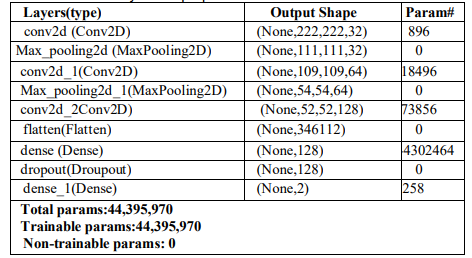 Layers(type) Output Shape Param#
conv2d (Conv2D) (None,222,222,32) 896
Max_pooling2d (MaxPooling2D) (None,111,111,32) 0
conv2d_1(Conv2D) (None,109,109,64) 18496
Max_pooling2d_1(MaxPooling2D) (None,54,54,64) 0
conv2d_2Conv2D) (None,52,52,128) 73856
flatten(Flatten) (None,346112) 0
dense (Dense) (None,128) 4302464
dropout(Droupout) (None,128) 0
dense_1(Dense) (None,2) 258
Total params:44,395,970
Trainable params:44,395,970
Non-trainable params: 0